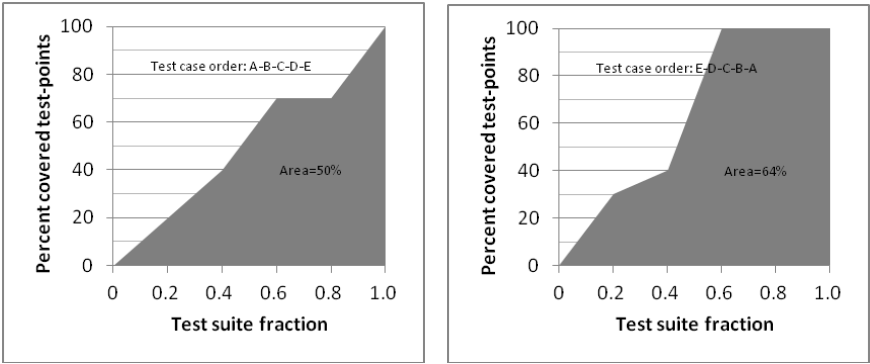 100
80
60
40
20
0
Percent covered test-points
Test case order: A-B-C-D-E
Area=50%
0 0.2 0.4 0.6 0.8 1.0
Test suite fraction
100
80
60
40
20
0
Percent covered test-points
Test case order: E-D-C-B-A
Area=64%
0 0.2 0.4 0.6 0.8 1.0
Test suite fraction